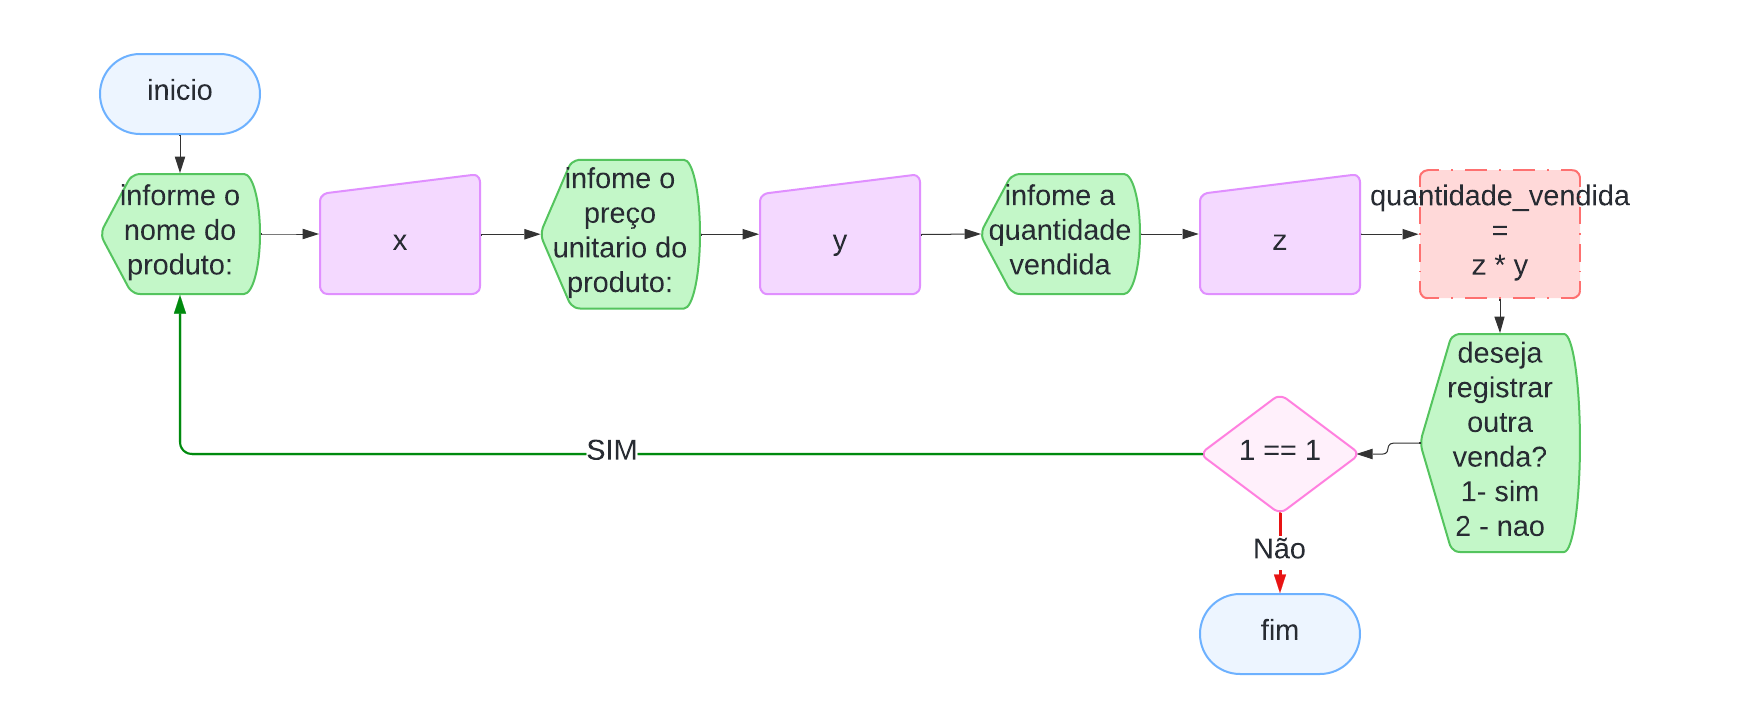 inicio
informe o
nome do
produto:
x
infome o
preço
unitario do
produto:
y
infome a
quantidade
vendida
z
quantidade_vendida
=
z * y
deseja
registrar
outra
venda?
1- sim
2 - nao
1 == 1
SIM
Não
fim